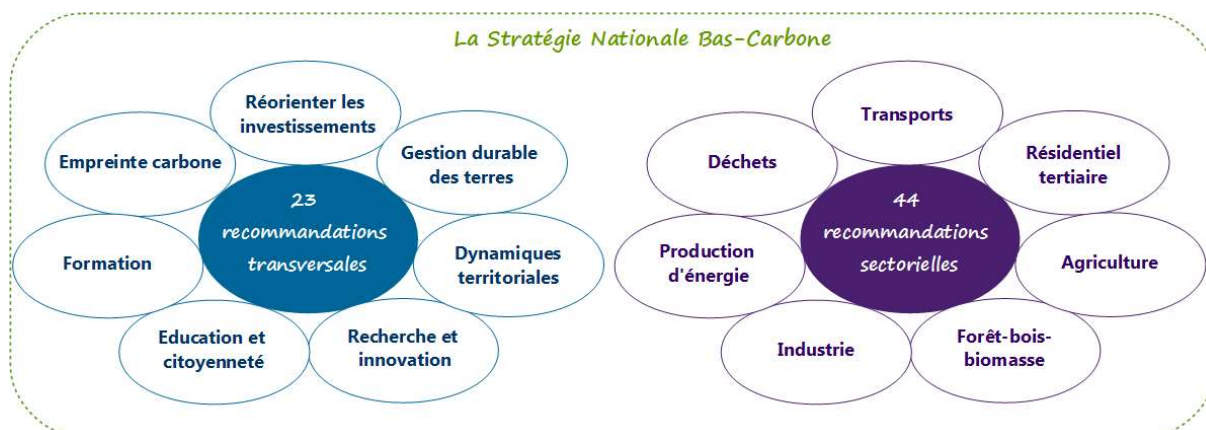 La Stratégie Nationale Bas-Carbone
Réorenter les
investissements
Empreinte carbone
Gestion durable
des terres
23
recommandations
transversales
Formation
Dynamiques
territoriales
Education et
citoyenneté
Recherche et
innovation
Transports
Déchets
Résidentiel
tertiaire
44
recommandations
sectorielles
Production
d'énergie
Agriculture
Industrie
Forêt-bois-
biomasse